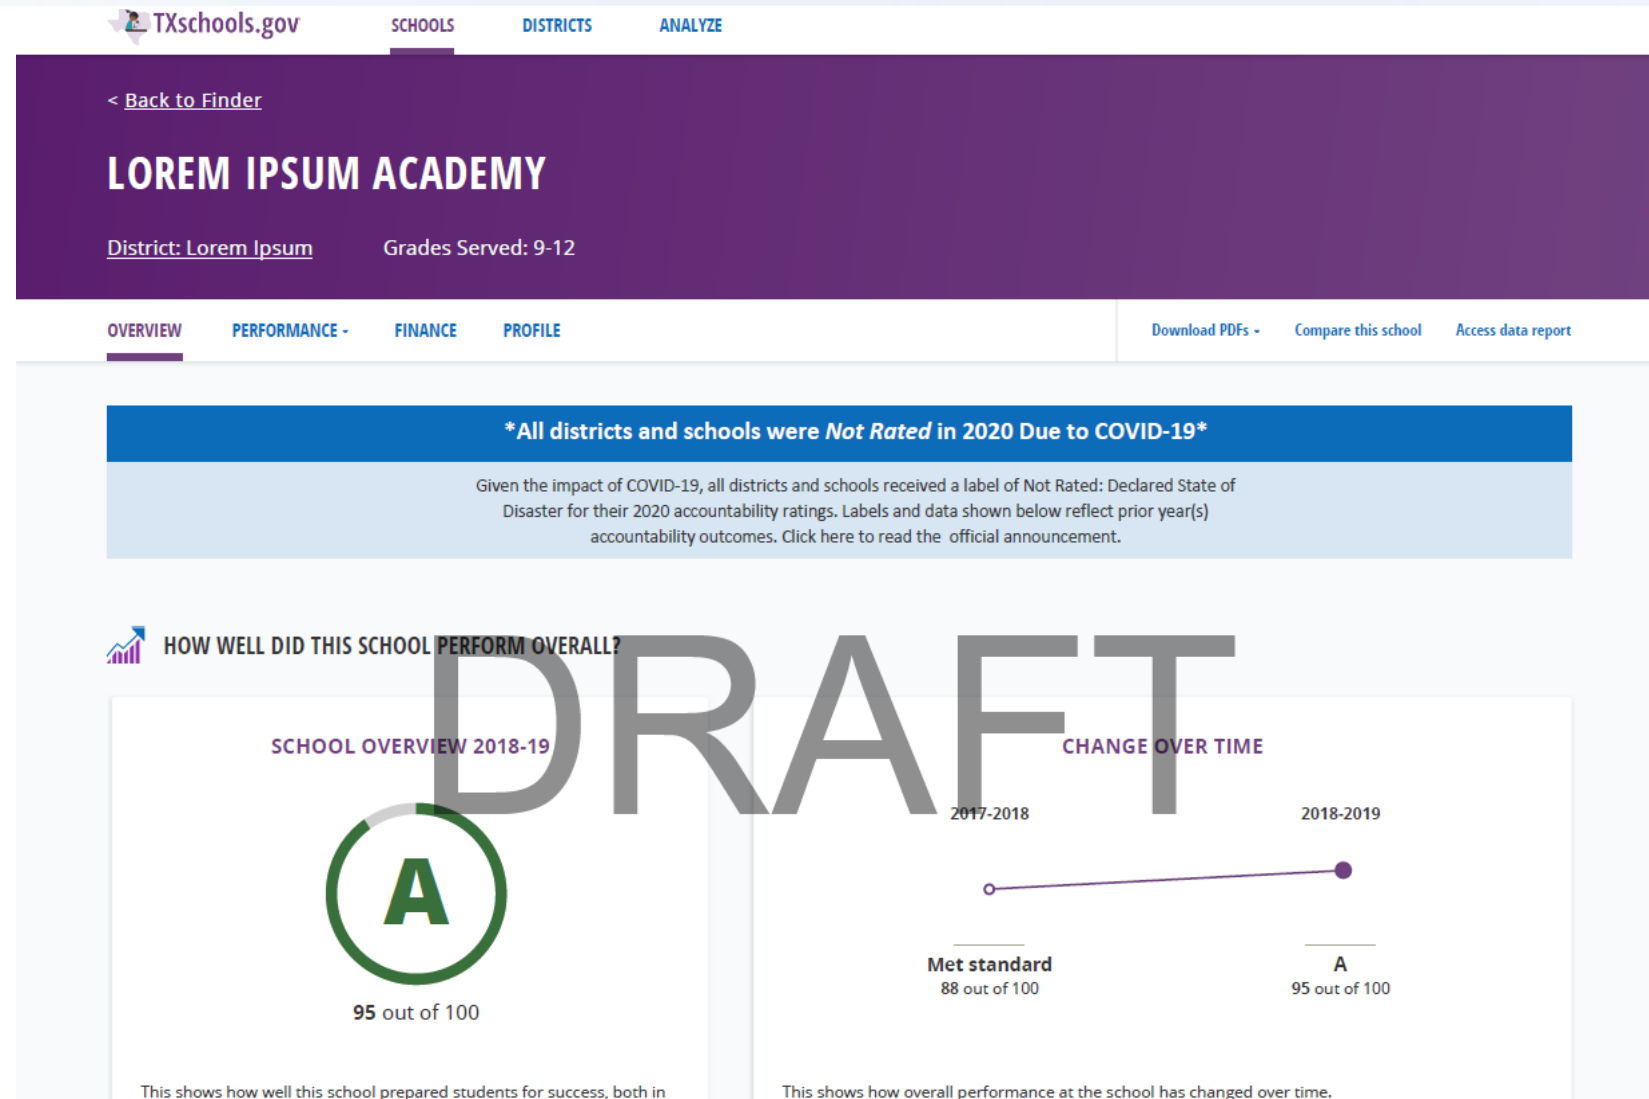 TXschools.gov SCHOOLS DISTRICTS ANALYZE
< Back to Finder
LOREM IPSUM ACADEMY
District: Lorem Ipsum Grades Served: 9-12
OVERVIEW PERFORMANCE FINANCE PROFILE Download PDFs Compare this school Access data report
*All districts and schools were Not Rated in 2020 Due to COVID-19*
Given the impact of COVID-19, all districts and schools received a label of Not Rated: Declared State of
Disaster for their 2020 accountability ratings. Labels and data shown below reflect prior year(s)
accountability outcomes. Click here to read the official announcement.
HOW WELL DID THIS SCHOOL PERFORM OVERALL?
DRAFT
SCHOOL OVERVIEW 2018-19
A
95 out of 100
This shows how well this school prepared students for success, both in
CHANGE OVER TIME
2017-2018 2018-2019
Met standard A
88 out of 100 95 out of 100
This shows how overall performance at the school has changed over time.